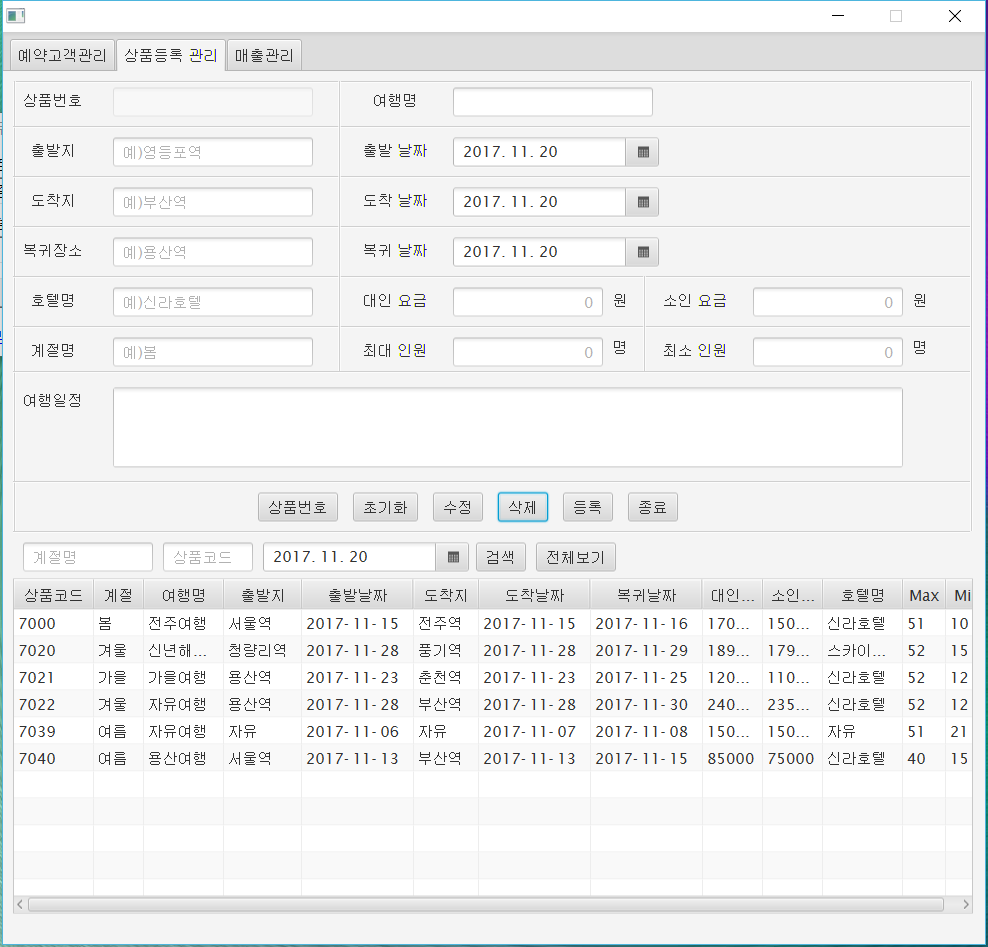 예약고객관리 상품등록 관리 매출관리
상품번호 여행명
출발지 예)영등포역 출발 날짜 2017. 11. 20
도착지 예)부산역 도착 날짜 2017. 11. 20
복귀장소 예)용산역 복귀 날짜 2017. 11. 20
호텔명 예)신라호텔 대인 요금 0 원 소인 요금 0 원
계절명 예)봄 최대 인원 0 명 최소 인원 0 명
여행일정
상품번호 초기화 수정 삭제 등록 종료
계절명 상품코드 2017. 11. 20 검색 전체보기
상품코드 계절 여행명 출발지 출발날짜 도착지 도착날짜 복귀날짜 대인... 소인... 호텔명 Max Mi
7000 봄 전주여행 서울역 2017-11-15 전주역 2017-11-15 2017-11-16 170... 150... 신라호텔 51 10
7020 겨울 신년해... 청량리역 2017-11-28 풍기역 2017-11-28 2017-11-29 189... 179... 스카이... 52 15
7021 가을 가을여행 용산역 2017-11-23 춘천역 2017-11-23 2017-11-25 120... 110... 신라호텔 52 12
7022 겨울 자유여행 용산역 2017-11-28 부산역 2017-11-28 2017-11-30 240... 235... 신라호텔 52 12
7039 여름 자유여행 자유 2017-11-06 자유 2017-11-07 2017-11-08 150... 150... 자유 51 21
7040 여름 용산여행 서울역 2017-11-13 부산역 2017-11-13 2017-11-15 85000 75000 신라호텔 40 15